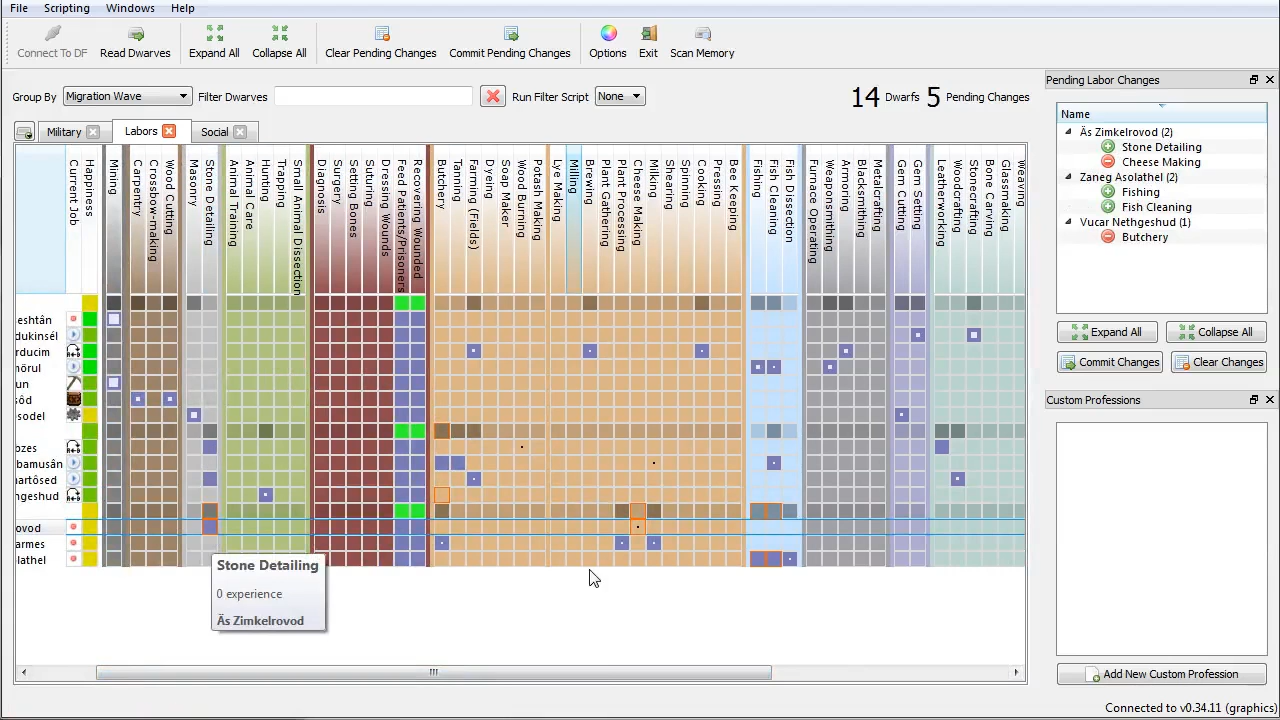 File Scripting Windows Help
Connect To DF Read Dwarves Expand All Collapse All Clear Pending Changes Commit Pending Changes Options Exit Scan Memory
Group By Migration Wave Filter Dwarves Run Filter Script None 14 Dwarfs 5 Pending Changes
Military Labors Social
Current Job
Happiness
Mining
Carpentry
Crossbow-making
Wood Cutting
Masonry
Stone Detailing
Animal Training
Animal Care
Hunting
Trapping
Small Animal Dissection
Diagnosis
Surgery
Setting Bones
Suturing
Dressing Wounds
Feed Patients/Prisoners
Recovering Wounded
Butchery
Tanning
Farming (Fields)
Dyeing
Soap Maker
Wood Burning
Potash Making
Lye Making
Milling
Brewing
Plant Gathering
Plant Processing
Cheese Making
Milking
Shearing
Spinning
Cooking
Pressing
Bee Keeping
Fishing
Fish Cleaning
Fish Dissection
Furnace Operating
Weaponsmithing
Armoring
Blacksmithing
Metalcrafting
Gem Cutting
Gem Setting
Leatherworking
Woodcrafting
Stonecrafting
Bone Carving
Glassmaking
Weaving
eshtân
dukinsél
rducim
hörul
un
sôd
sodel
ozes
bamusân
hartôsed
ngeshud
ovod
armes
lathel
Stone Detailing
0 experience
Äs Zimkelrovod
Pending Labor Changes
Name
Äs Zimkelrovod (2)
Stone Detailing
Cheese Making
Zaneg Asolathel (2)
Fishing
Fish Cleaning
Vucar Nethgeshud (1)
Butchery
Expand All Collapse All
Commit Changes Clear Changes
Custom Professions
Add New Custom Profession
Connected to v0.34.11 (graphics)